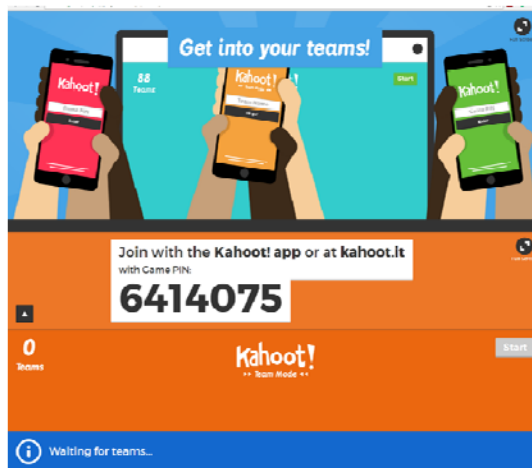 Get into your teams!
88
Teams
Start
Kahoot!
Kahoot!
Kahoot!
Join with the Kahoot! app or at kahoot.it
with Game PIN:
6414075
0
Teams
Kahoot!
>> Team Mode <<
Start
Waiting for teams...